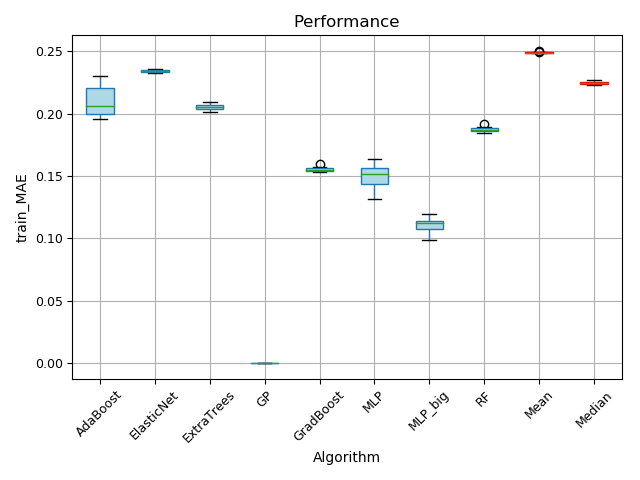 Performance
train_MAE
0.25
0.20
0.15
0.10
0.05
0.00
AdaBoost
ElasticNet
ExtraTrees
GP
GradBoost
MLP
MLP_big
RF
Mean
Median
Algorithm